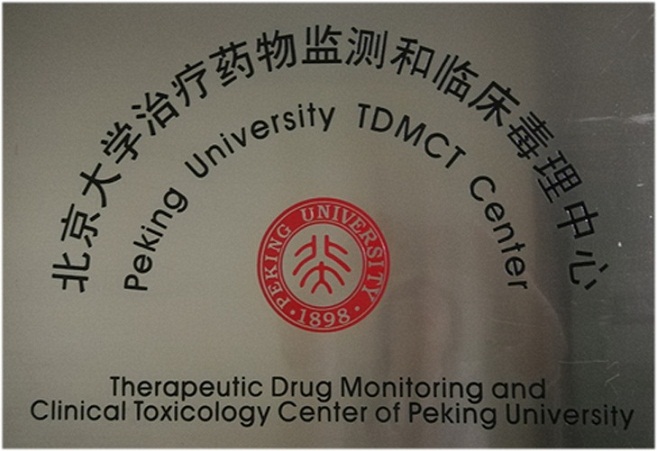 北京大学治疗药物监测和临床毒理中心
Peking University TDMCT Center
PEKING UNIVERSITY
·1898·
Therapeutic Drug Monitoring and
Clinical Toxicology Center of Peking University